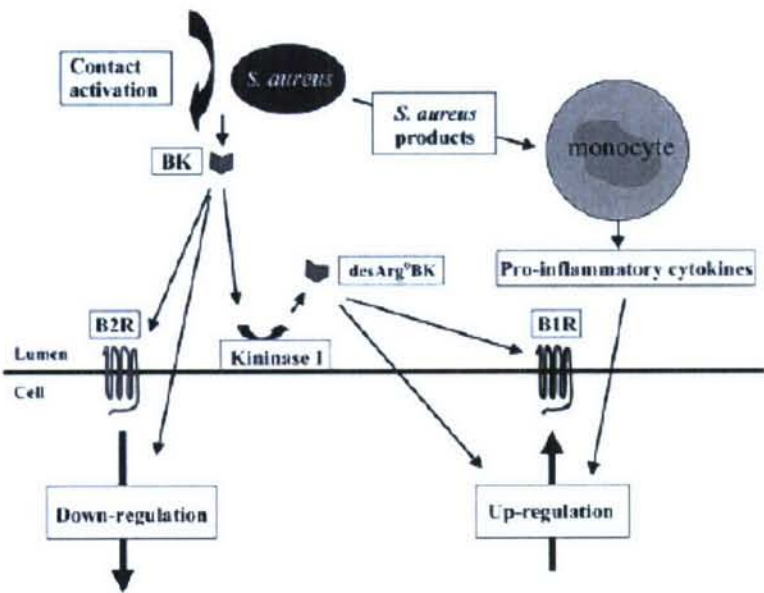 Contact
activation
S. aureus
S. aureus
products
monocyte
BK
desArg⁹BK
Pro-inflammatory cytokines
B2R
B1R
Kininase I
Lumen
Cell
Down-regulation
Up-regulation